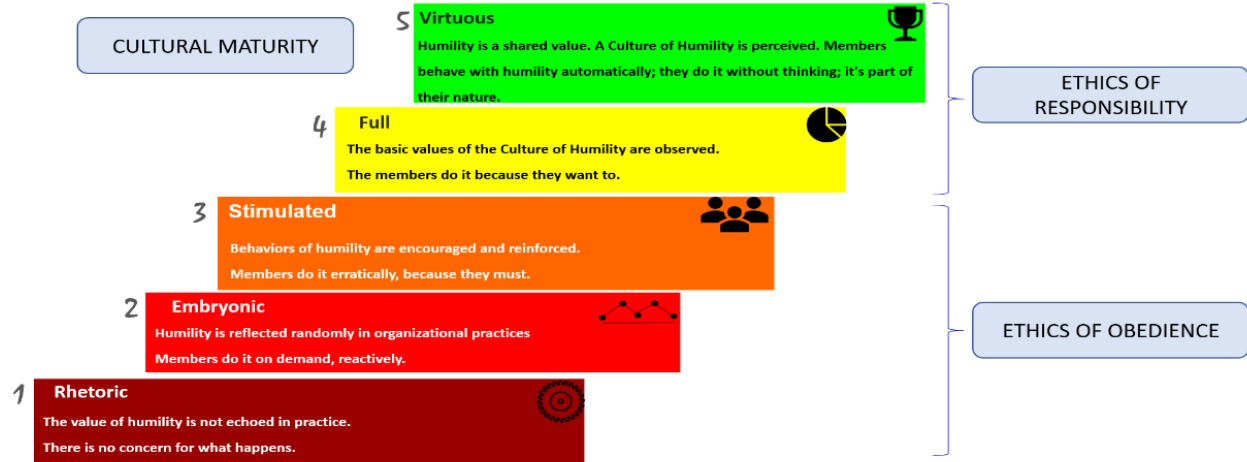 CULTURAL MATURITY
5 Virtuous
Humility is a shared value. A Culture of Humility is perceived. Members
behave with humility automatically; they do it without thinking; it's part of
their nature.
4 Full
The basic values of the Culture of Humility are observed.
The members do it because they want to.
ETHICS OF
RESPONSIBILITY
3 Stimulated
Behaviors of humility are encouraged and reinforced.
Members do it erratically, because they must.
2 Embryonic
Humility is reflected randomly in organizational practices
Members do it on demand, reactively.
ETHICS OF OBEDIENCE
1 Rhetoric
The value of humility is not echoed in practice.
There is no concern for what happens.